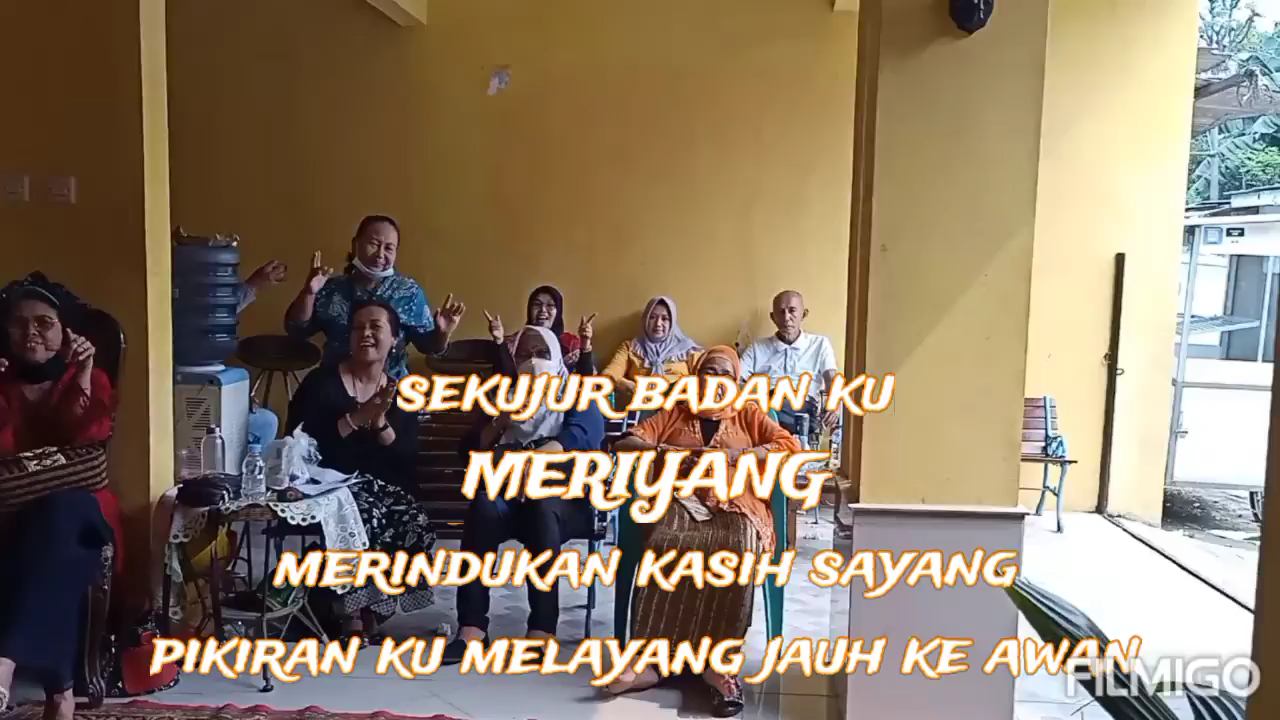 SEKUJUR BADAN KU
MERIYANG
MERINDUKAN KASIH SAYANG
PIKIRAN KU MELAYANG JAUH KE AWAN
FILMIGO